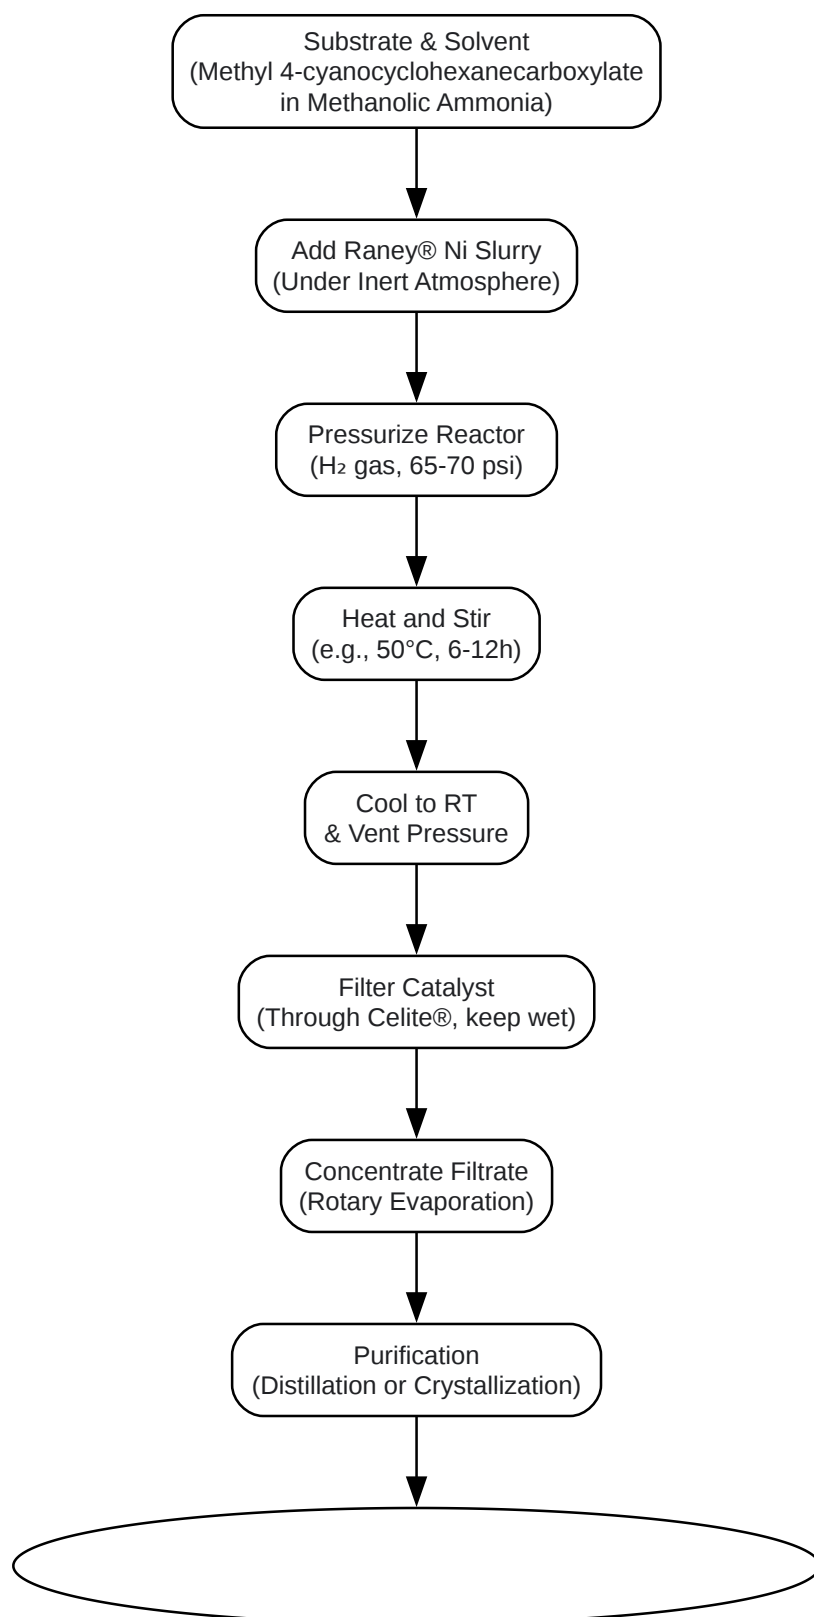 Substrate & Solvent
(Methyl 4-cyanocyclohexanecarboxylate
in Methanolic Ammonia)
Add Raney® Ni Slurry
(Under Inert Atmosphere)
Pressurize Reactor
(H₂ gas, 65-70 psi)
Heat and Stir
(e.g., 50°C, 6-12h)
Cool to RT
& Vent Pressure
Filter Catalyst
(Through Celite®, keep wet)
Concentrate Filtrate
(Rotary Evaporation)
Purification
(Distillation or Crystallization)